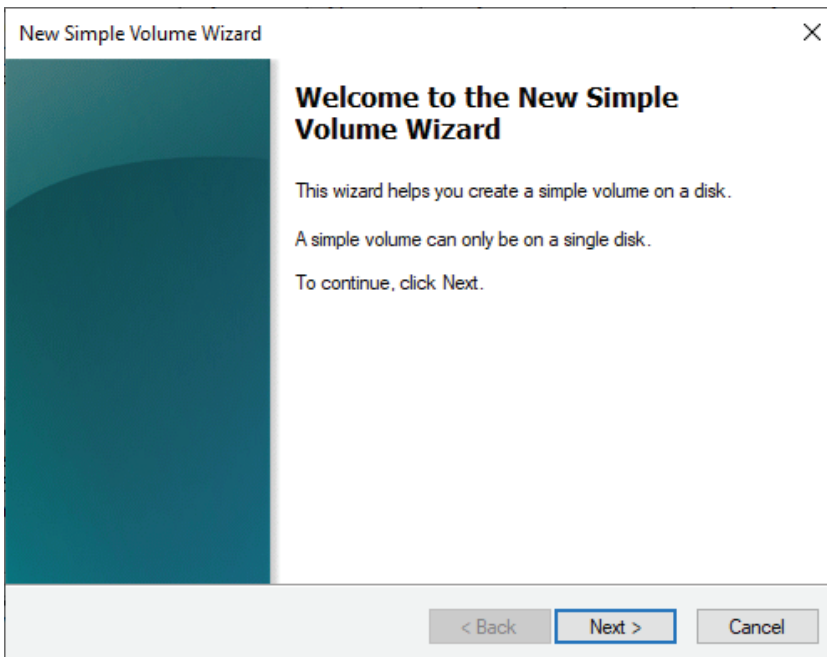 New Simple Volume Wizard
Welcome to the New Simple
Volume Wizard
This wizard helps you create a simple volume on a disk.
A simple volume can only be on a single disk.
To continue, click Next.
< Back
Next >
Cancel